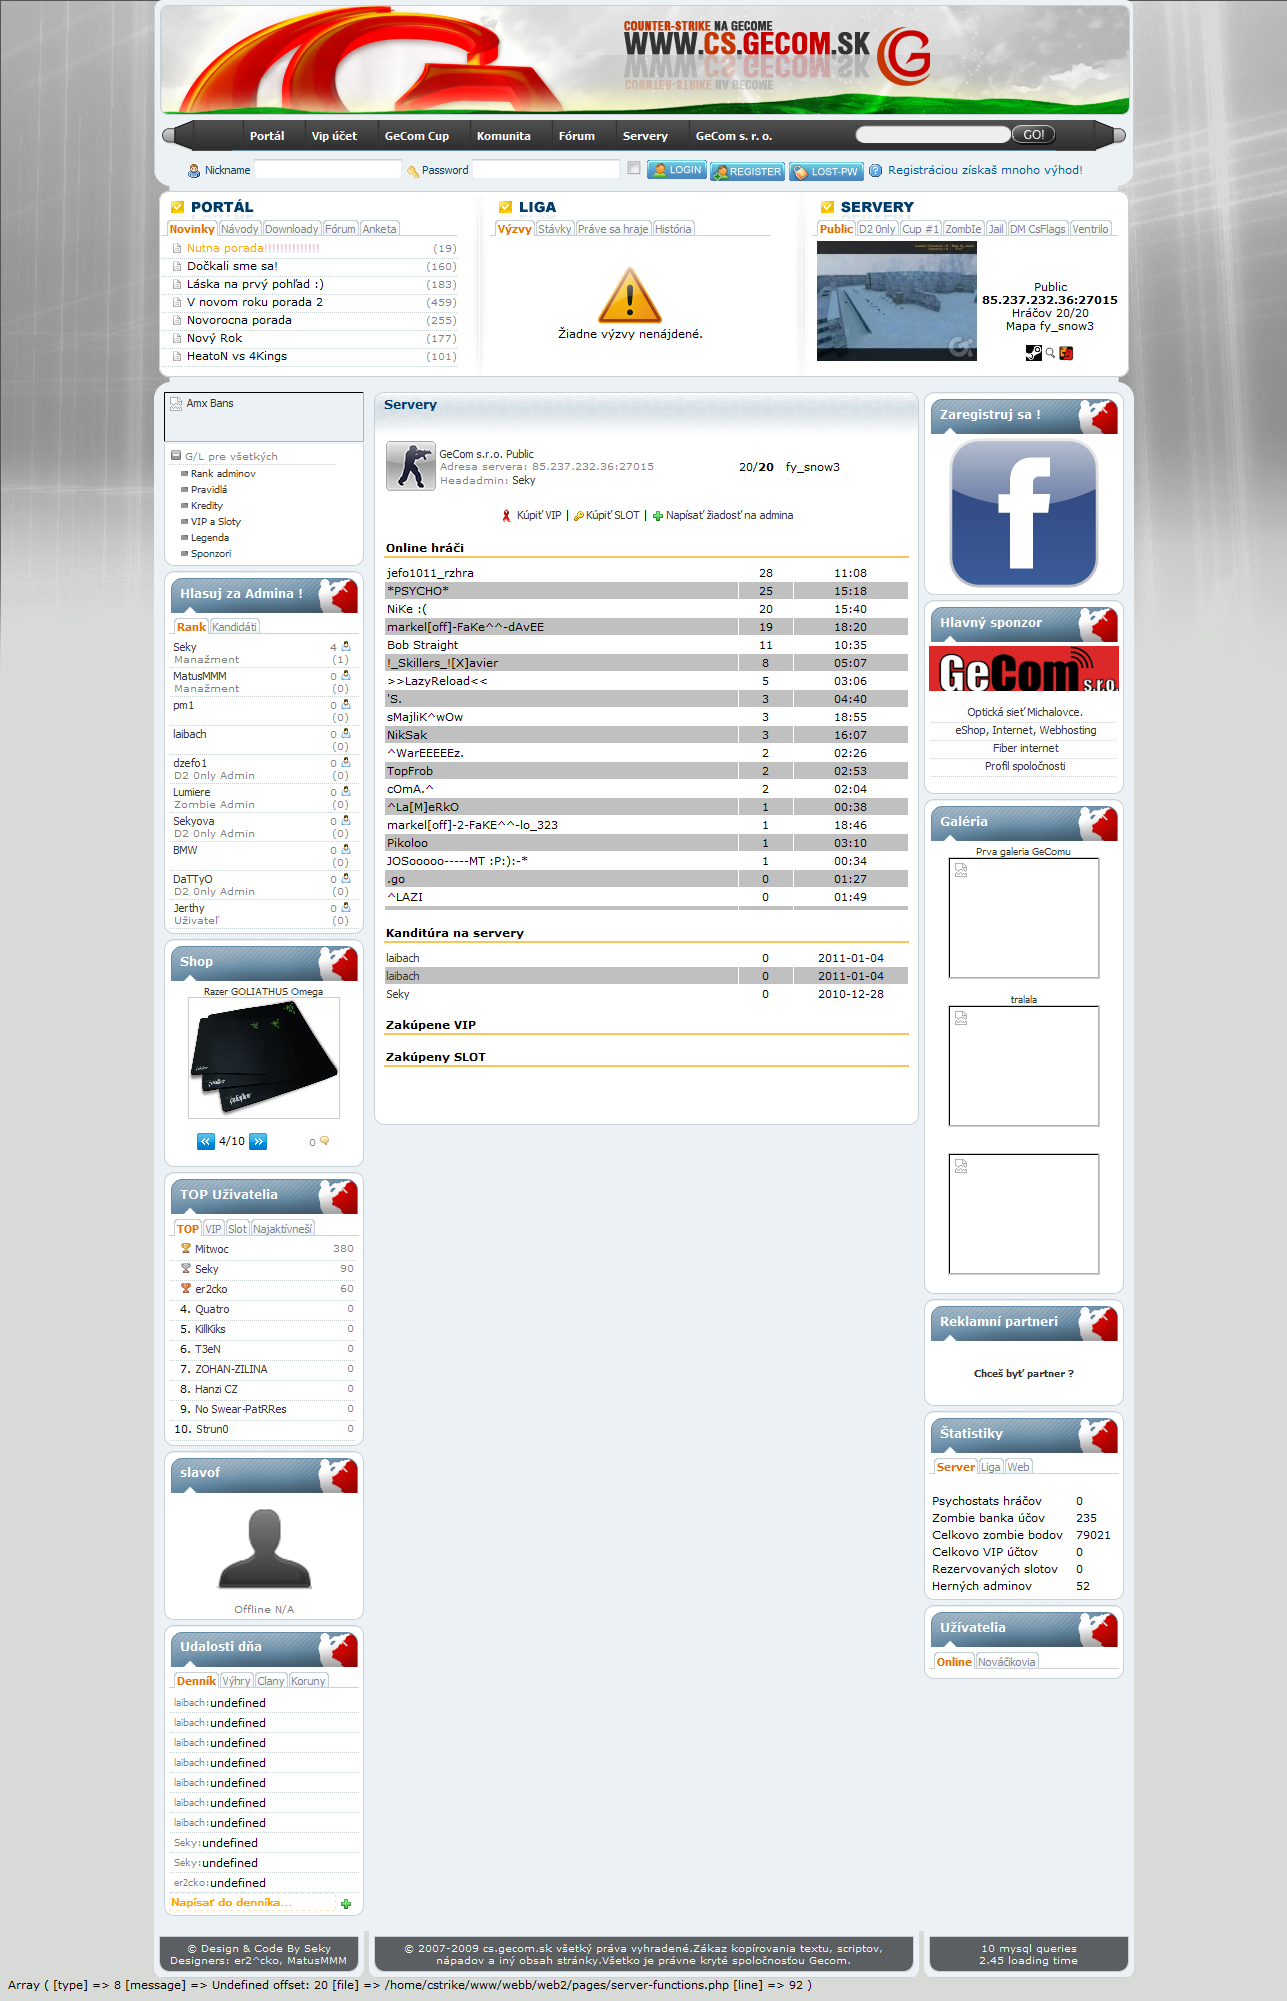 COUNTER-STRIKE NA GECOME
WWW.CS.GECOM.SK
Portál Vip účet GeCom Cup Komunita Fórum Servery GeCom s. r. o. GO!
Nickname Password LOGIN REGISTER LOST-PW Registráciou získaš mnoho výhod!
PORTÁL
Novinky Návody Downloady Fórum Anketa
Nutna porada!!!!!!!!!!!!!! (19)
Dočkali sme sa! (160)
Láska na prvý pohľad :) (183)
V novom roku porada 2 (459)
Novorocna porada (255)
Nový Rok (177)
HeatoN vs 4Kings (101)
LIGA
Výzvy Stávky Práve sa hraje História
Žiadne výzvy nenájdené.
SERVERY
Public D2 0nly Cup #1 ZombIe Jail DM CsFlags Ventrilo
Public
85.237.232.36:27015
Hráčov 20/20
Mapa fy_snow3
Amx Bans
G/L pre všetkých
Rank adminov
Pravidlá
Kredity
VIP a Sloty
Legenda
Sponzori
Hlasuj za Admina !
Rank Kandidáti
Seky 4
Manažment (1)
MatusMMM 0
Manažment (0)
pm1 0
(0)
laibach 0
(0)
dzefo1 0
D2 0nly Admin (0)
Lumiere 0
Zombie Admin (0)
Sekyova 0
D2 0nly Admin (0)
BMW 0
(0)
DaTTyO 0
D2 0nly Admin (0)
Jerthy 0
Uživateľ (0)
Shop
Razer GOLIATHUS Omega
4/10 0
TOP Uživatelia
TOP VIP Slot Najaktívneší
Mitwoc 380
Seky 90
er2cko 60
4. Quatro 0
5. KillKiks 0
6. T3eN 0
7. ZOHAN-ZILINA 0
8. Hanzi CZ 0
9. No Swear-PatRRes 0
10. Strun0 0
slavof
Offline N/A
Udalosti dňa
Denník Výhry Clany Koruny
laibach:undefined
laibach:undefined
laibach:undefined
laibach:undefined
laibach:undefined
laibach:undefined
laibach:undefined
Seky:undefined
Seky:undefined
er2cko:undefined
Napísať do denníka...
Servery
GeCom s.r.o. Public
Adresa servera: 85.237.232.36:27015 20/20 fy_snow3
Headadmin: Seky
Kúpiť VIP | Kúpiť SLOT | Napísať žiadosť na admina
Online hráči
jefo1011_rzhra 28 11:08
*PSYCHO* 25 15:18
NiKe :( 20 15:40
markel[off]-FaKe^^-dAvEE 19 18:20
Bob Straight 11 10:35
!_Skillers_![X]avier 8 05:07
>>LazyReload<< 5 03:06
'S. 3 04:40
sMajliK^wOw 3 18:55
NikSak 3 16:07
^WarEEEEEz. 2 02:26
TopFrob 2 02:53
cOmA.^ 2 02:04
^La[M]eRkO 1 00:38
markel[off]-2-FaKE^^-lo_323 1 18:46
Pikoloo 1 03:10
JOSooooo-----MT :P:):-* 1 00:34
.go 0 01:27
^LAZI 0 01:49
Kanditúra na servery
laibach 0 2011-01-04
laibach 0 2011-01-04
Seky 0 2010-12-28
Zakúpene VIP
Zakúpeny SLOT
Zaregistruj sa !
Hlavný sponzor
GeCom s.r.o.
Optická sieť Michalovce.
eShop, Internet, Webhosting
Fiber internet
Profil spoločnosti
Galéria
Prva galeria GeComu
tralala
Reklamní partneri
Chceš byť partner ?
Štatistiky
Server Liga Web
Psychostats hráčov 0
Zombie banka účov 235
Celkovo zombie bodov 79021
Celkovo VIP účtov 0
Rezervovaných slotov 0
Herných adminov 52
Užívatelia
Online Nováčikovia
© Design & Code By Seky
Designers: er2^cko, MatusMMM
© 2007-2009 cs.gecom.sk všetký práva vyhradené.Zákaz kopírovania textu, scriptov,
nápadov a iný obsah stránky.Všetko je právne kryté spoločnosťou Gecom.
10 mysql queries
2.45 loading time
Array ( [type] => 8 [message] => Undefined offset: 20 [file] => /home/cstrike/www/webb/web2/pages/server-functions.php [line] => 92 )